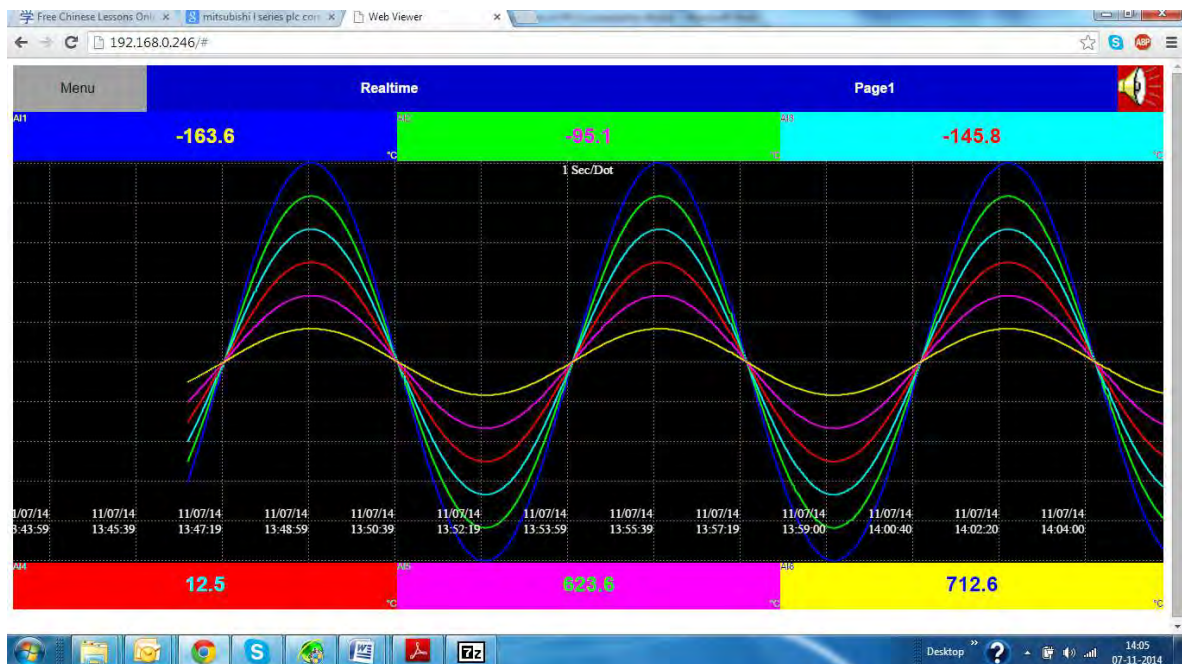 学 Free Chinese Lessons Onl
mitsubishi l series plc com
Web Viewer
192.168.0.246/#
ABP
Menu
Realtime
Page1
AI1
-163.6
°C
-95.1
AI3
-145.8
°C
1 Sec/Dot
1/07/14 11/07/14 11/07/14 11/07/14 11/07/14 11/07/14 11/07/14 11/07/14 11/07/14 11/07/14 11/07/14 11/07/14 11/07/14
3:43:59 13:45:39 13:47:19 13:48:59 13:50:39 13:52:19 13:53:59 13:55:39 13:57:19 13:59:00 14:00:40 14:02:20 14:04:00
AI4
12.5
°C
AI5
623.6
°C
AI6
712.6
°C
7z
Desktop
14:05
07-11-2014